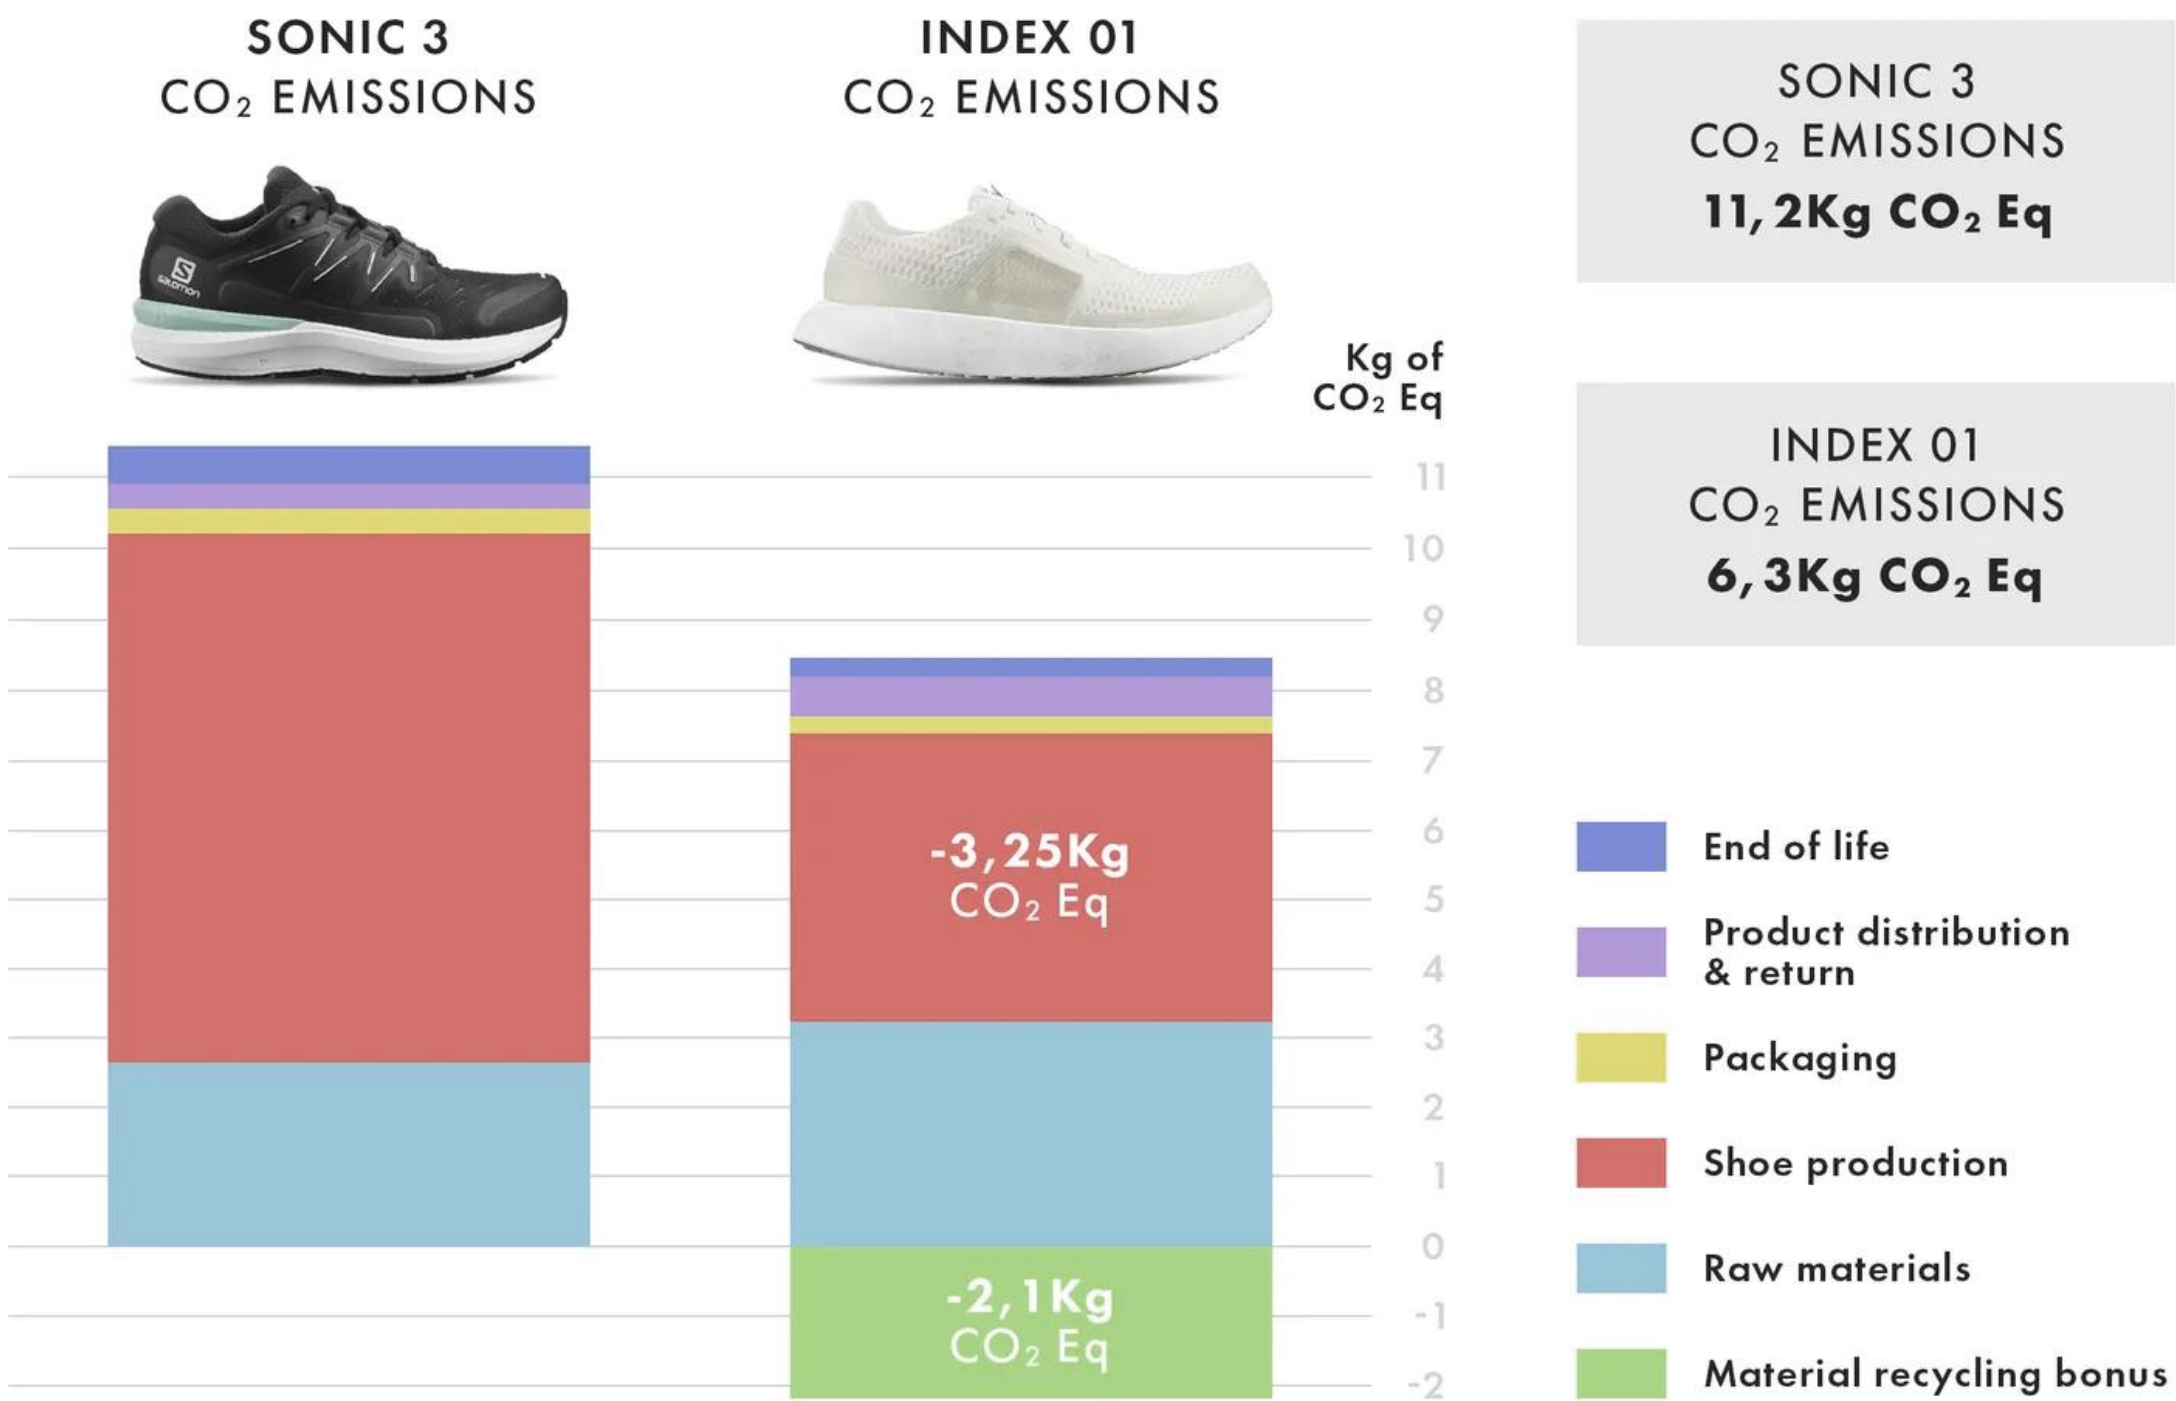 SONIC 3
CO₂ EMISSIONS
INDEX 01
CO₂ EMISSIONS
SONIC 3
CO₂ EMISSIONS
11,2Kg CO₂ Eq
S
salomon
Kg of
CO₂ Eq
INDEX 01
CO₂ EMISSIONS
6,3Kg CO₂ Eq
11
10
9
8
7
6
5
4
3
2
1
0
-1
-2
-3,25Kg
CO₂ Eq
-2,1Kg
CO₂ Eq
End of life
Product distribution
& return
Packaging
Shoe production
Raw materials
Material recycling bonus